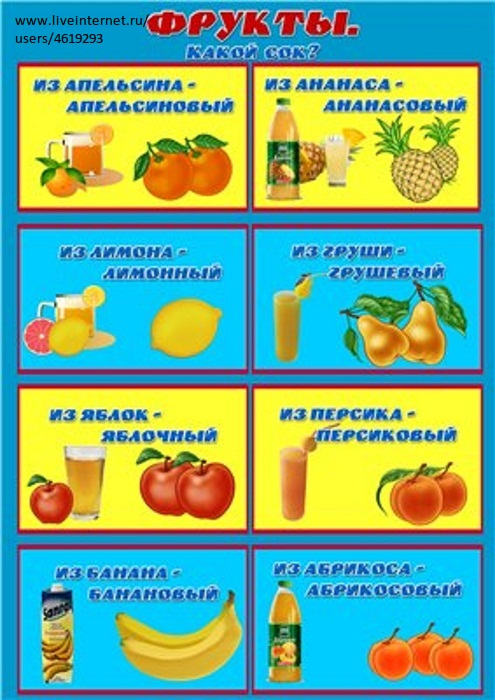 www.liveinternet.ru/
users/4619293
ФРУКТЫ.
КАКОЙ СОК?
ИЗ АПЕЛЬСИНА -
АПЕЛЬСИНОВЫЙ
ИЗ АНАНАСА -
АНАНАСОВЫЙ
ИЗ ЛИМОНА -
ЛИМОННЫЙ
ИЗ ГРУШИ -
ГРУШЕВЫЙ
ИЗ ЯБЛОК -
ЯБЛОЧНЫЙ
ИЗ ПЕРСИКА -
ПЕРСИКОВЫЙ
ИЗ БАНАНА -
БАНАНОВЫЙ
ИЗ АБРИКОСА -
АБРИКОСОВЫЙ